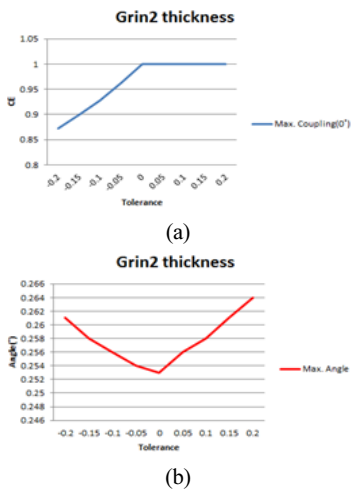 Grin2 thickness
1.05
1
0.95
0.9
0.85
0.8
CE
-0.2 -0.15 -0.1 -0.05 0 0.05 0.1 0.15 0.2
Tolerance
Max. Coupling(0°)
(a)
Grin2 thickness
0.266
0.264
0.262
0.26
0.258
0.256
0.254
0.252
0.25
0.248
0.246
Angle(°)
-0.2 -0.15 -0.1 -0.05 0 0.05 0.1 0.15 0.2
Tolerance
Max. Angle
(b)